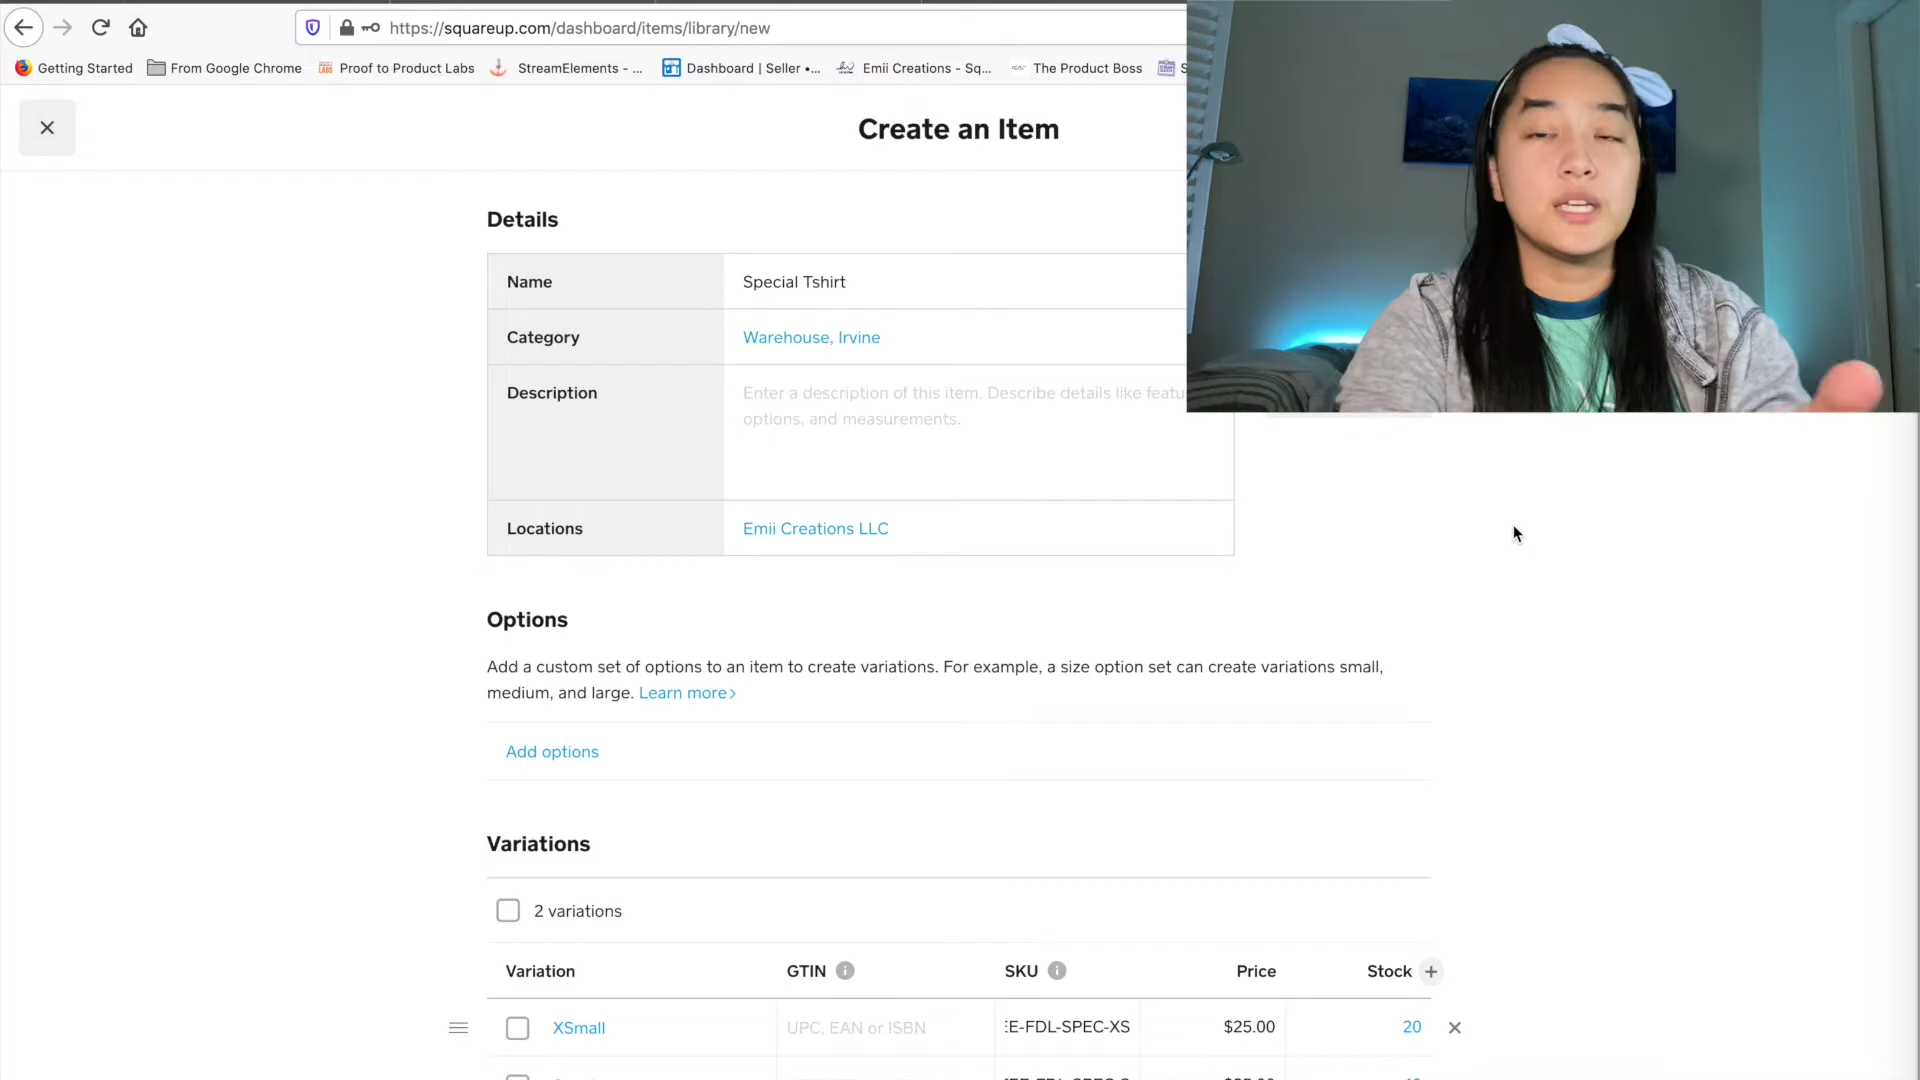 https://squareup.com/dashboard/items/library/new
Getting Started From Google Chrome Proof to Product Labs StreamElements - ... Dashboard | Seller •... Emii Creations - Sq... The Product Boss S
Create an Item
Details
Name Special Tshirt
Category Warehouse, Irvine
Description Enter a description of this item. Describe details like featu
options, and measurements.
Locations Emii Creations LLC
Options
Add a custom set of options to an item to create variations. For example, a size option set can create variations small,
medium, and large. Learn more>
Add options
Variations
2 variations
Variation GTIN SKU Price Stock
XSmall UPC, EAN or ISBN E-FDL-SPEC-XS $25.00 20